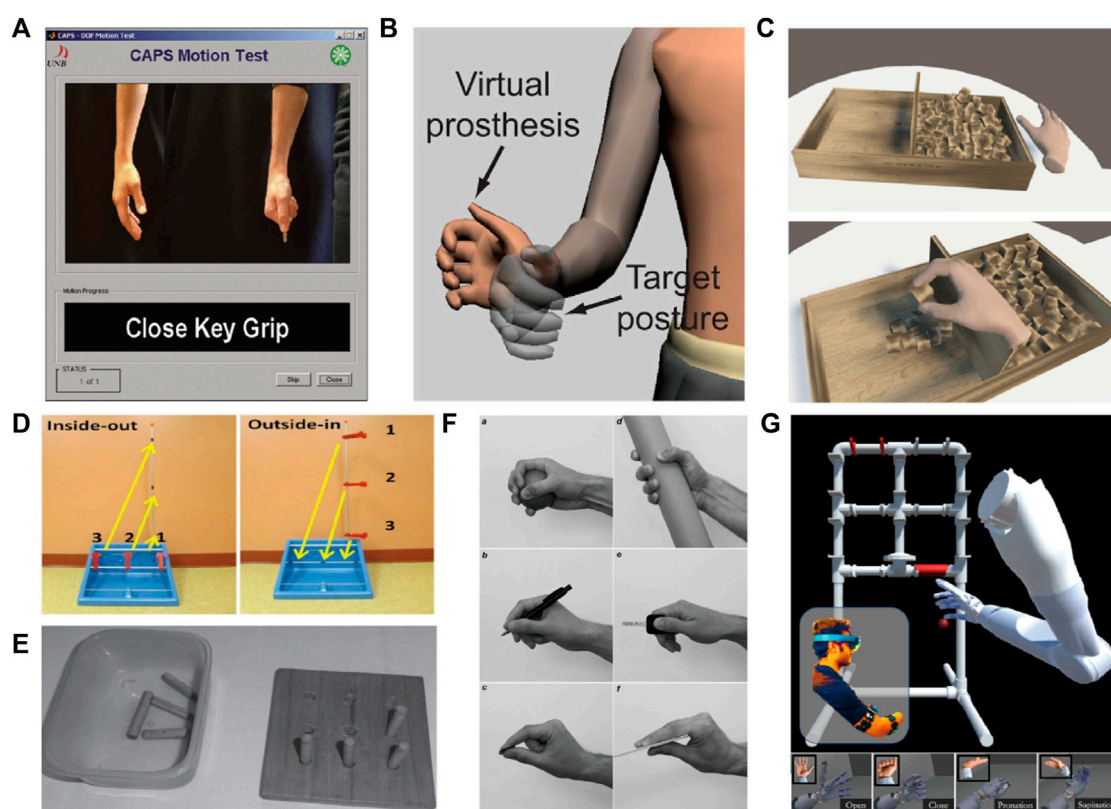 A
CAPS - DOF Motion Test
UNB
CAPS Motion Test
Motion Progress
Close Key Grip
STATUS
1 of 1
Skip
Close
B
Virtual
prosthesis
Target
posture
C
D
Inside-out
3 2 1
Outside-in
1
2
3
E
F
a
d
b
e
c
f
G
Open
Close
Pronation
Supination